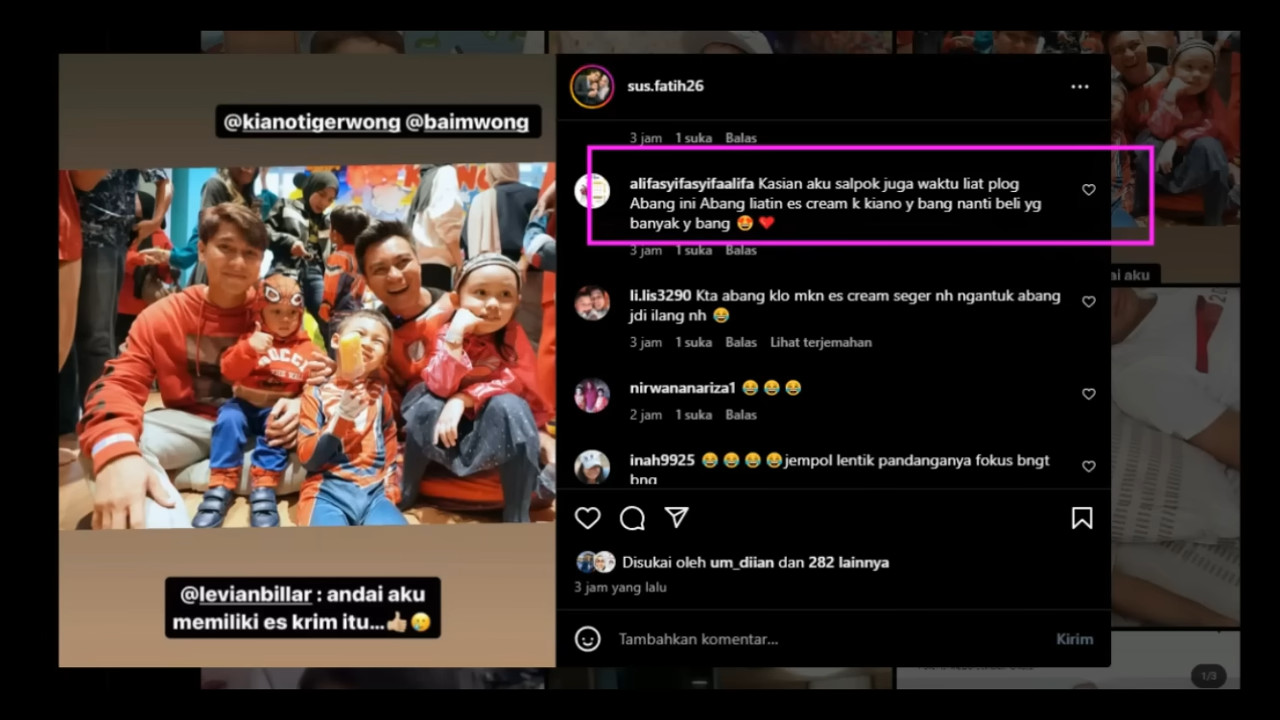 @kianotigerwong @baimwong
@levianbillar : andai aku
memiliki es krim itu...👍🏼🥲
sus.fatih26
3 jam 1 suka Balas
alifasyifasyifaalifa Kasian aku salpok juga waktu liat plog
Abang ini Abang liatin es cream k kiano y bang nanti beli yg
banyak y bang 😍 ❤️
3 jam 1 suka Balas
li.lis3290 Kta abang klo mkn es cream seger nh ngantuk abang
jdi ilang nh 😂
3 jam 1 suka Balas Lihat terjemahan
nirwananariza1 😂 😂 😂
2 jam 1 suka Balas
inah9925 😂 😂 😂 😂jempol lentik pandanganya fokus bngt
bng
Disukai oleh um_diian dan 282 lainnya
3 jam yang lalu
Tambahkan komentar... Kirim
ai aku
1/3